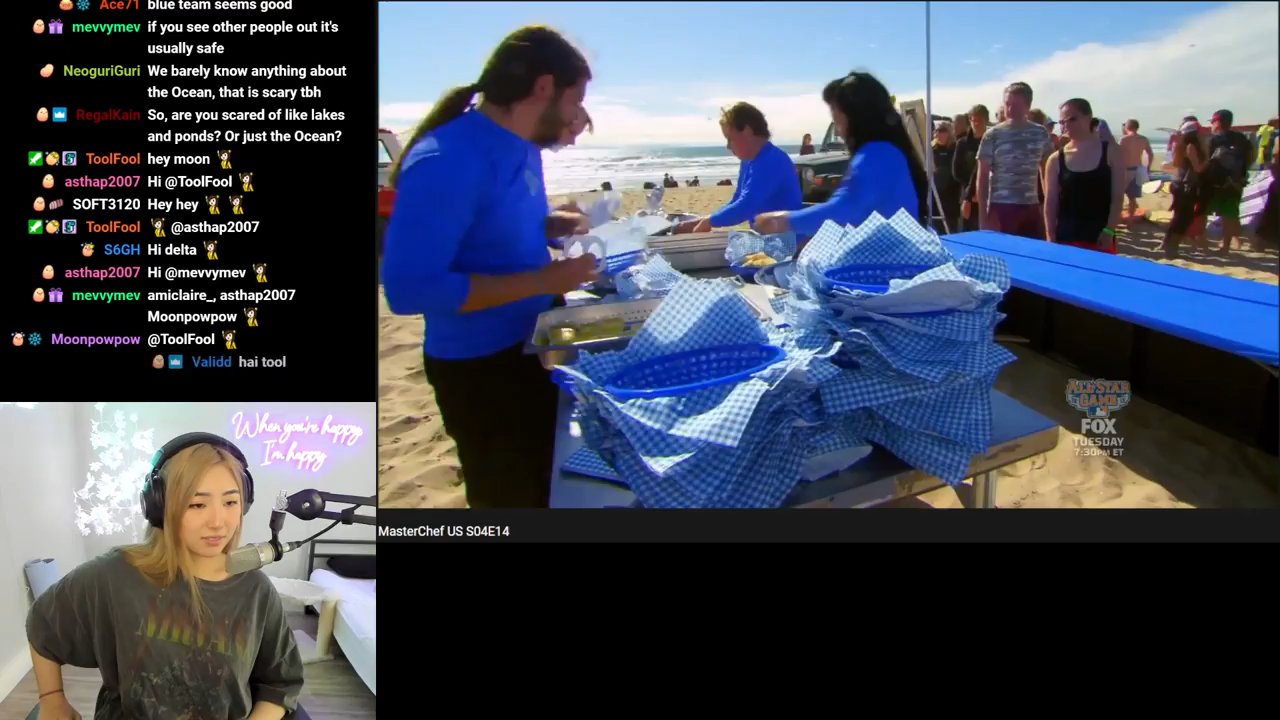 Ace71 blue team seems good
mevvymev if you see other people out it's
usually safe
NeoguriGuri We barely know anything about
the Ocean, that is scary tbh
RegalKain So, are you scared of like lakes
and ponds? Or just the Ocean?
ToolFool hey moon
asthap2007 Hi @ToolFool
SOFT3120 Hey hey
ToolFool @asthap2007
S6GH Hi delta
asthap2007 Hi @mevvymev
mevvymev amiclaire_, asthap2007
Moonpowpow
Moonpowpow @ToolFool
Validd hai tool
When you're happy
I'm happy
ALL STAR
GAME
FOX
TUESDAY
7:30PM ET
MasterChef US S04E14